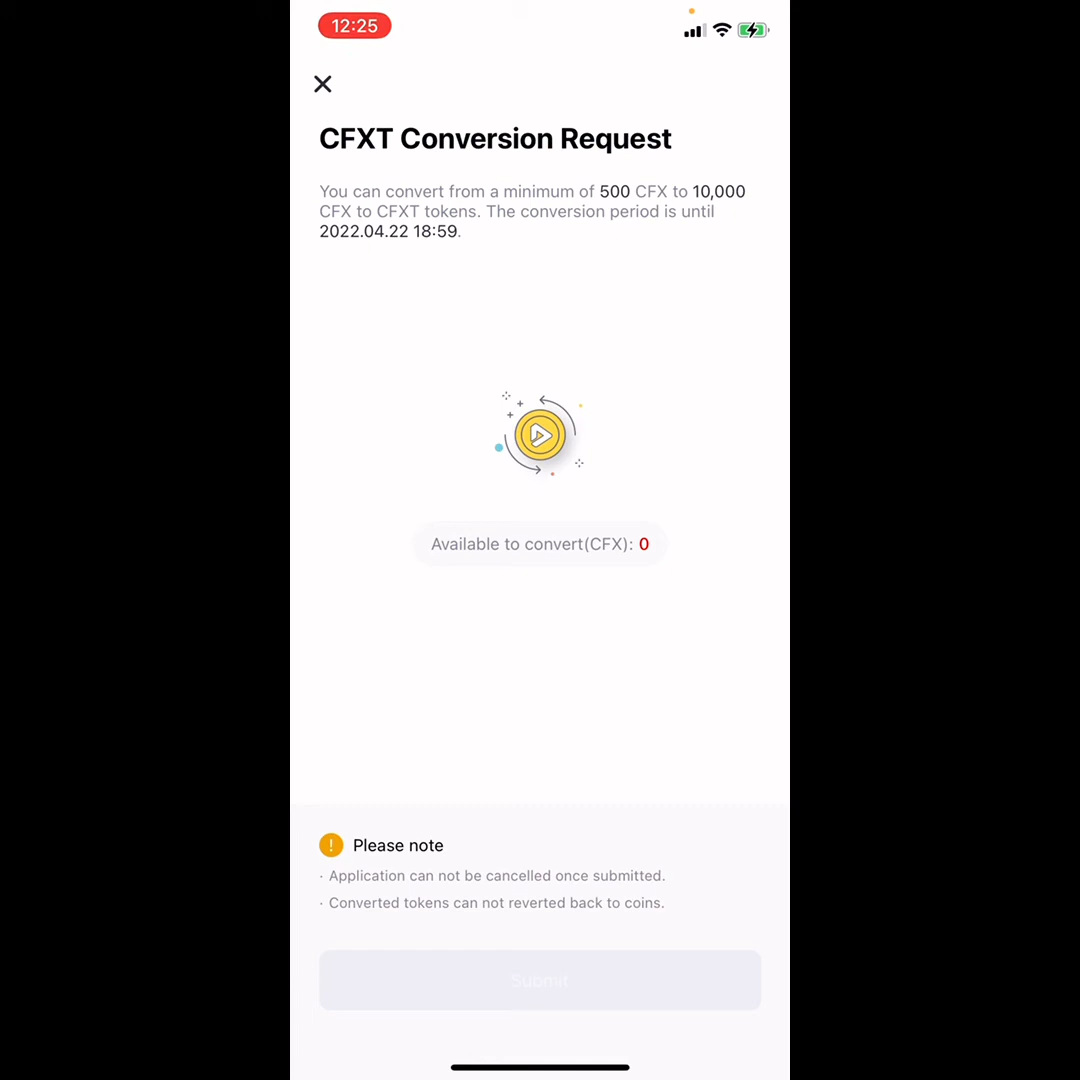 12:25
CFXT Conversion Request
You can convert from a minimum of 500 CFX to 10,000
CFX to CFXT tokens. The conversion period is until
2022.04.22 18:59.
Available to convert(CFX): 0
! Please note
· Application can not be cancelled once submitted.
· Converted tokens can not reverted back to coins.
Submit